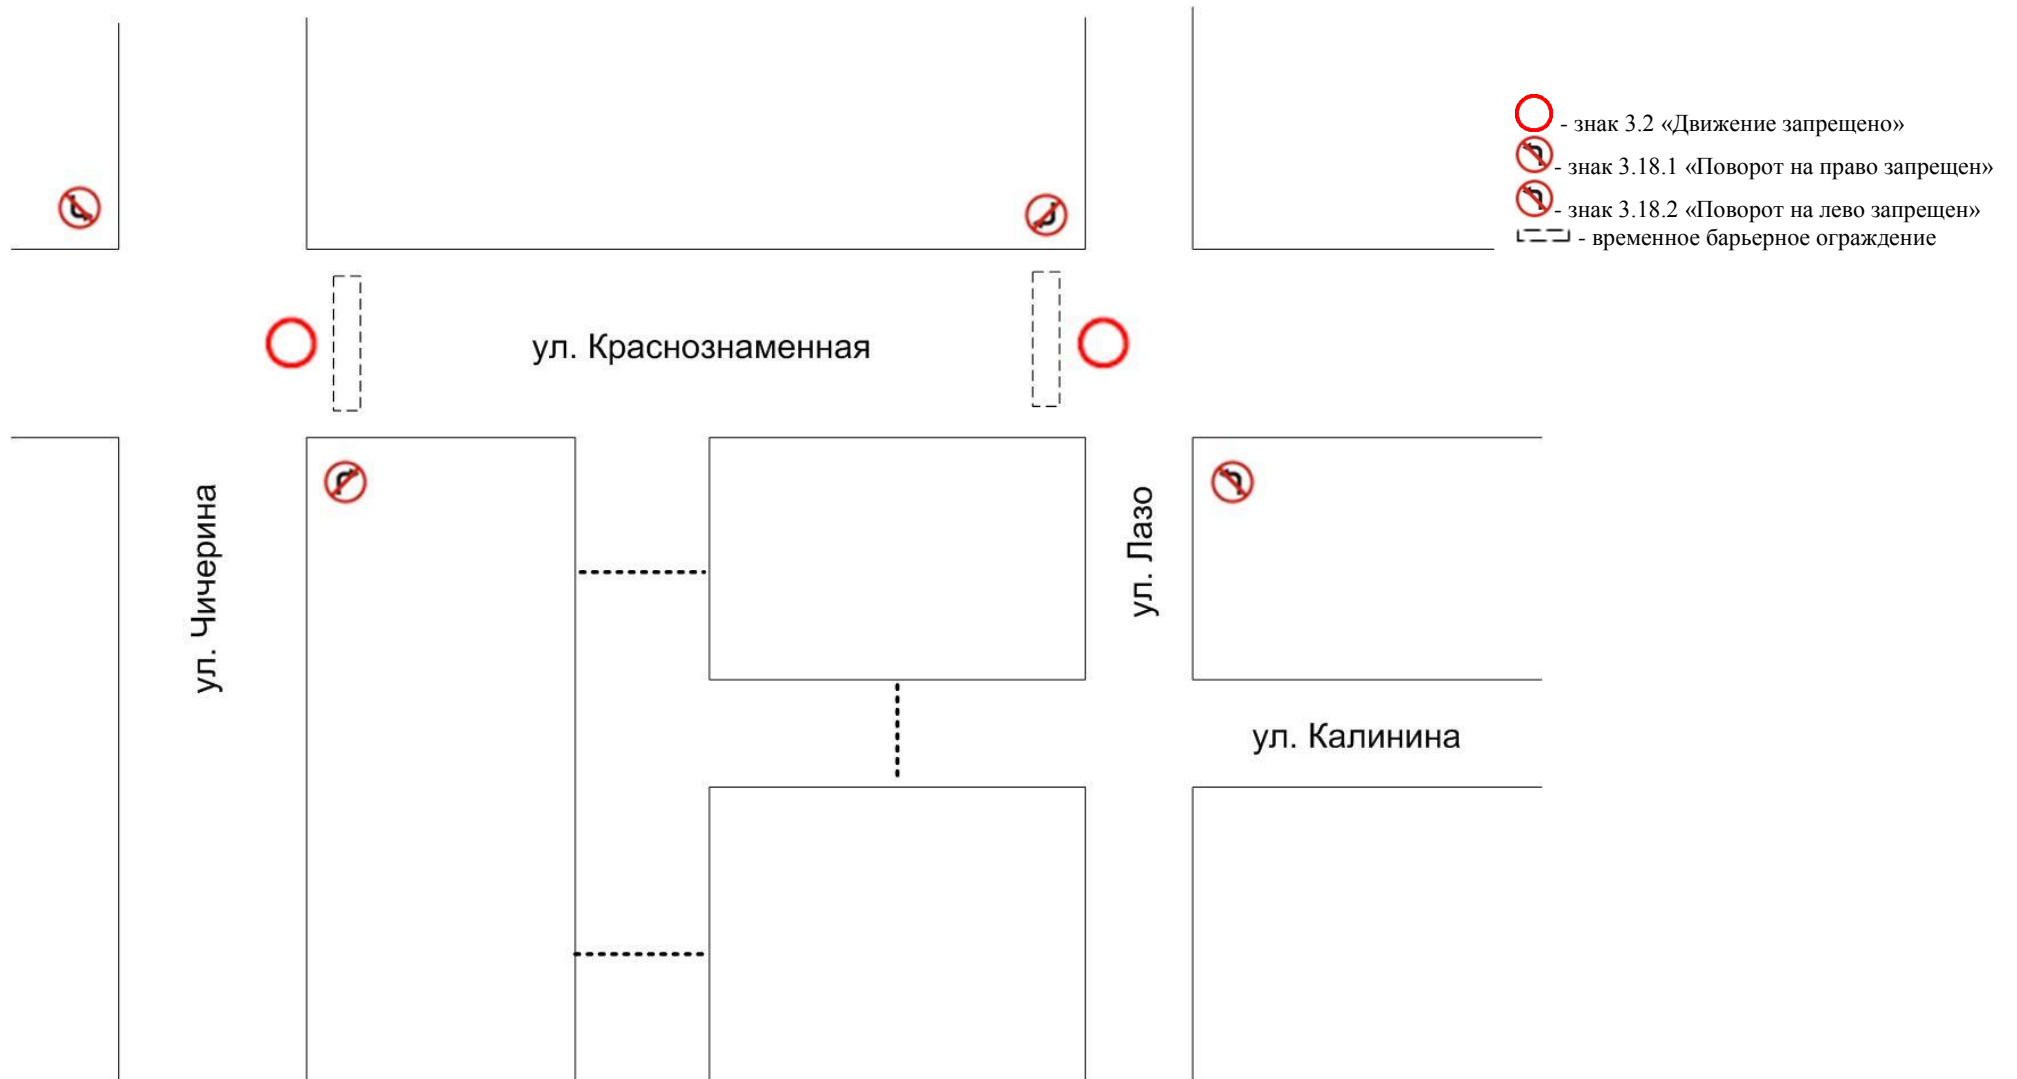 - знак 3.2 «Движение запрещено»
- знак 3.18.1 «Поворот на право запрещен»
- знак 3.18.2 «Поворот на лево запрещен»
- временное барьерное ограждение
ул. Краснознаменная
ул. Чичерина
ул. Лазо
ул. Калинина